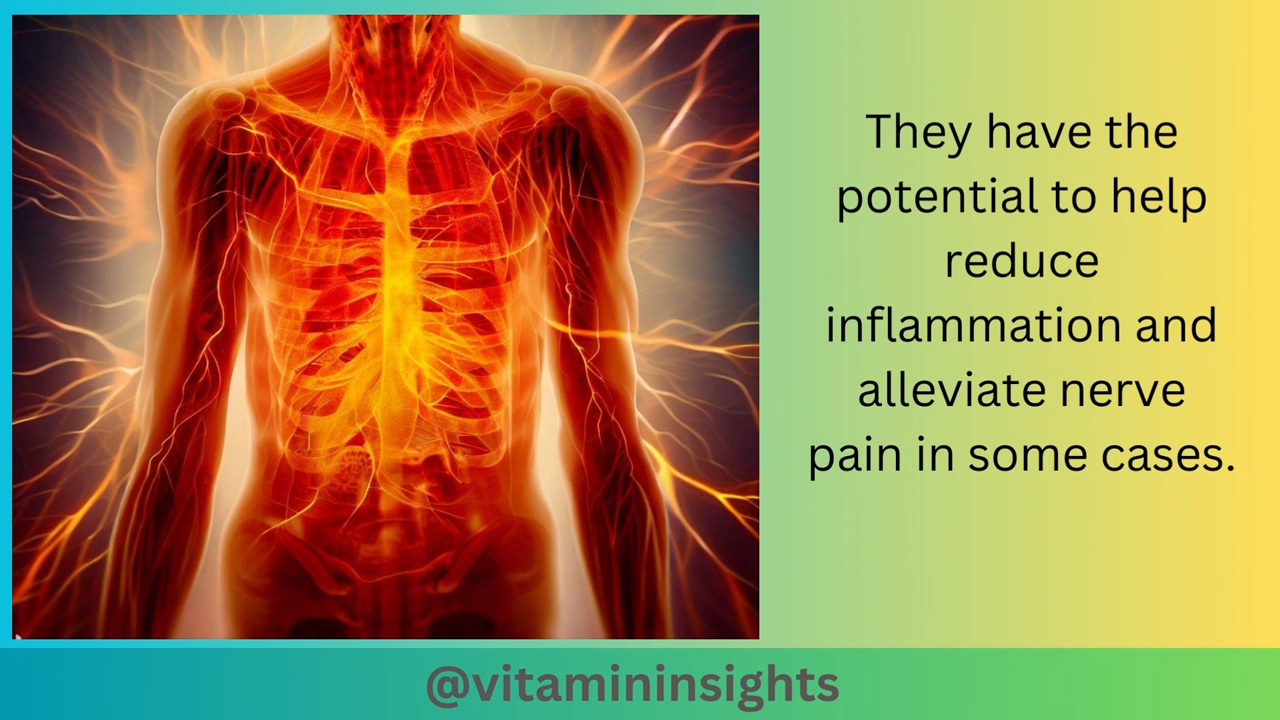 They have the
potential to help
reduce
inflammation and
alleviate nerve
pain in some cases.
@vitamininsights